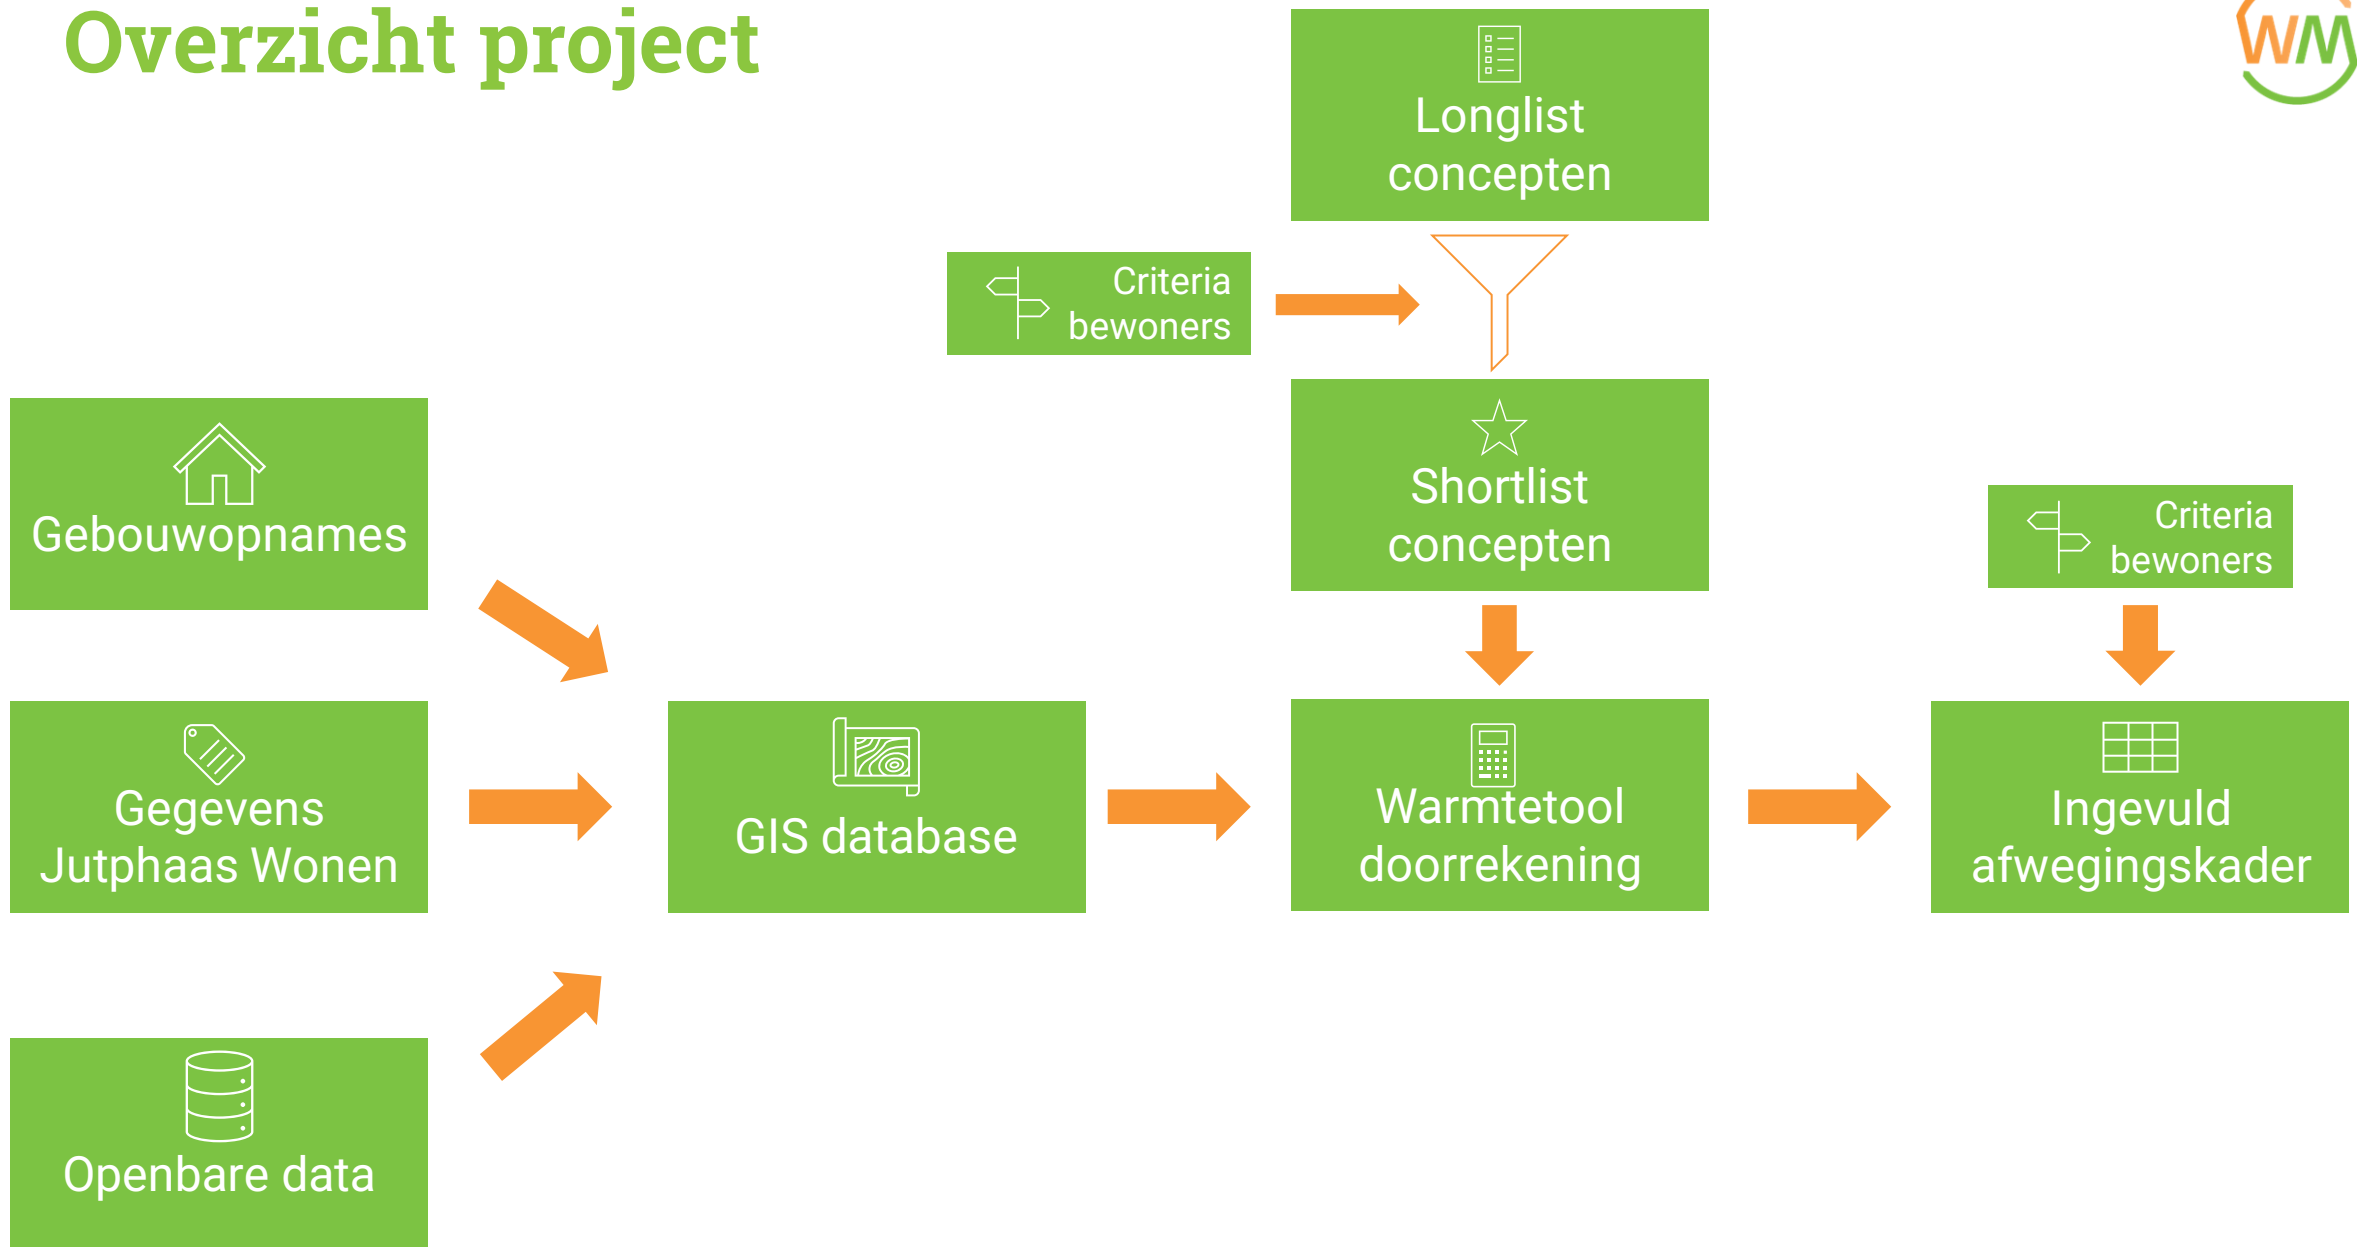 Overzicht project
WM
Longlist
concepten
Criteria
bewoners
Shortlist
concepten
Gebouwopnames
Criteria
bewoners
Gegevens
Jutphaas Wonen
GIS database
Warmtetool
doorrekening
Ingevuld
afwegingskader
Openbare data